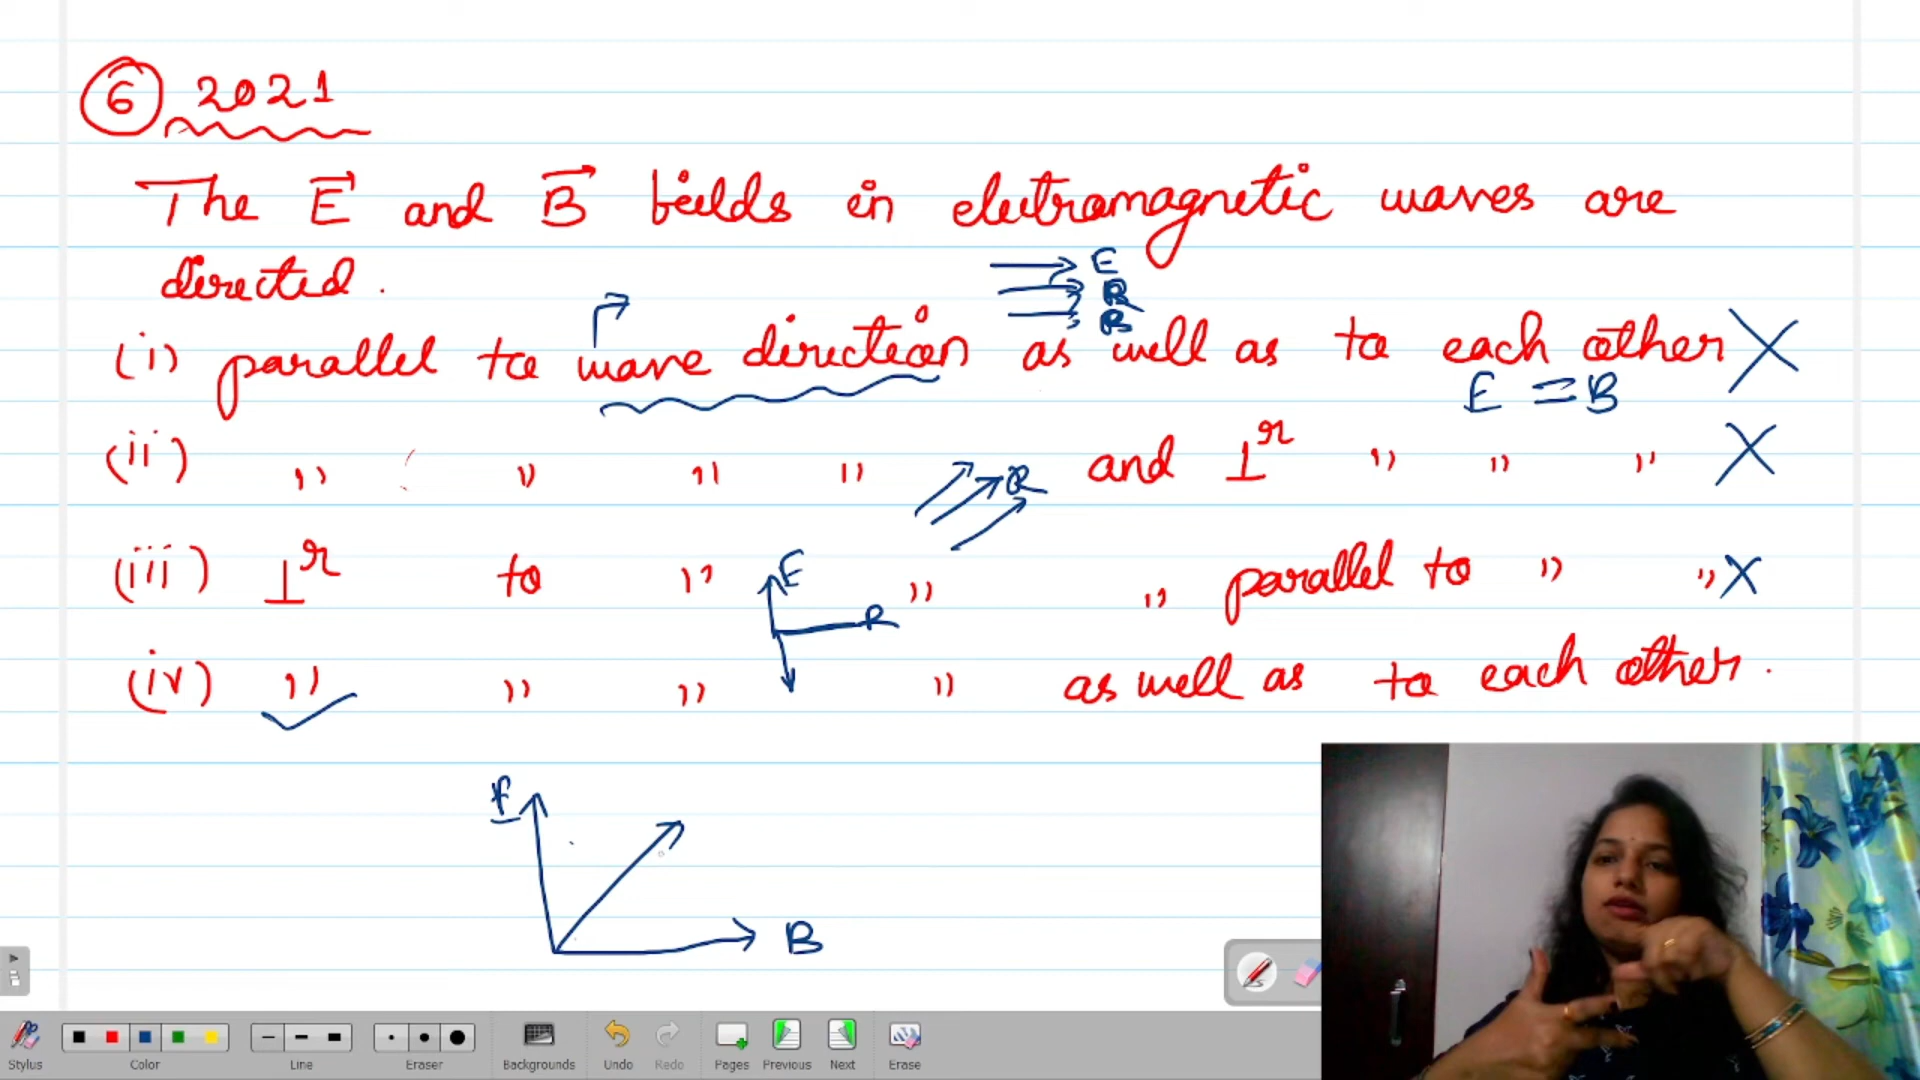 6 2021
The E and B fields in electromagnetic waves are
directed.
E
R
B
(i) parallel to wave direction as well as to each other X
E = B
(ii) " " " " and ⊥r " " " X
R
(iii) ⊥r to " " " parallel to " " X
E
R
(iv) " " " " as well as to each other.
E
B
Stylus Color Line Eraser Backgrounds Undo Redo Pages Previous Next Erase